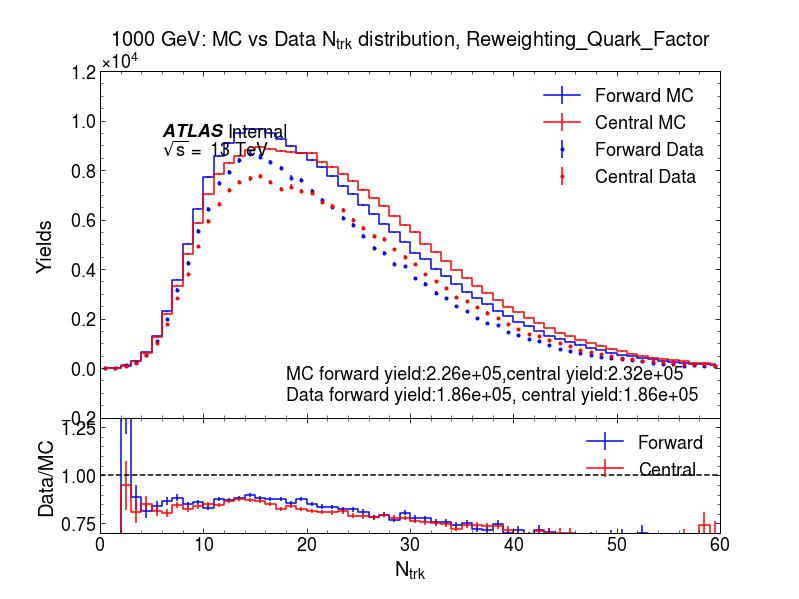 1000 GeV: MC vs Data N_trk distribution, Reweighting_Quark_Factor
×10⁴
1.2
1.0
0.8
0.6
0.4
0.2
0.0
0.2
Yields
ATLAS Internal
√s = 13 TeV
Forward MC
Central MC
Forward Data
Central Data
MC forward yield:2.26e+05,central yield:2.32e+05
Data forward yield:1.86e+05, central yield:1.86e+05
1.25
1.00
0.75
Data/MC
Forward
Central
0 10 20 30 40 50 60
N_trk